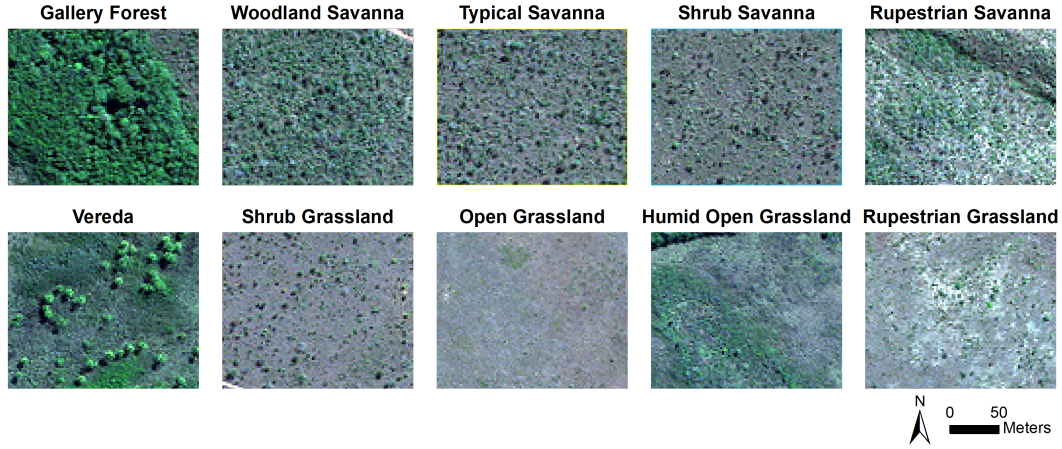 Gallery Forest
Woodland Savanna
Typical Savanna
Shrub Savanna
Rupestrian Savanna
Vereda
Shrub Grassland
Open Grassland
Humid Open Grassland
Rupestrian Grassland
N
0 50
Meters